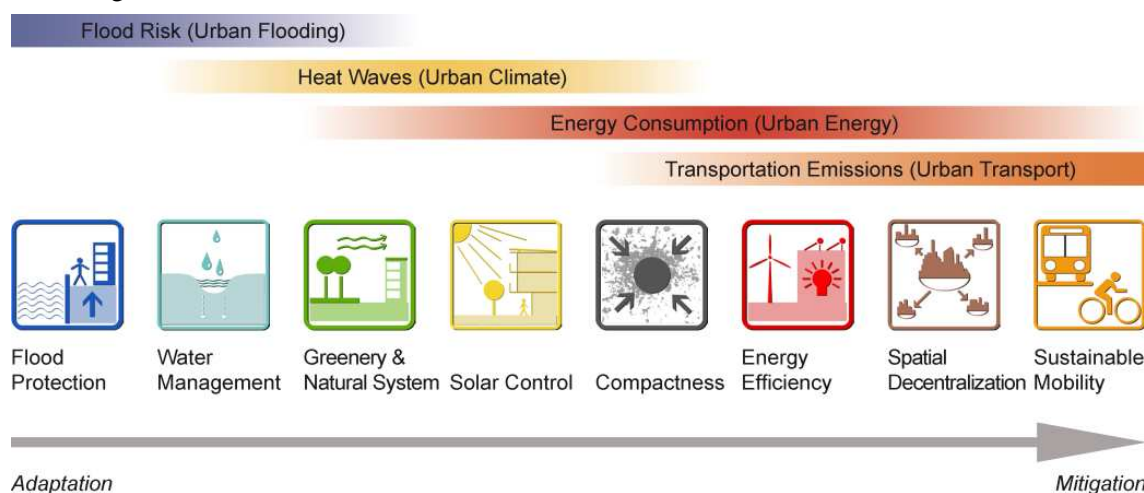 Flood Risk (Urban Flooding)
Heat Waves (Urban Climate)
Energy Consumption (Urban Energy)
Transportation Emissions (Urban Transport)
Flood
Protection
Water
Management
Greenery &
Natural System
Solar Control
Compactness
Energy
Efficiency
Spatial
Decentralization
Sustainable
Mobility
Adaptation
Mitigation